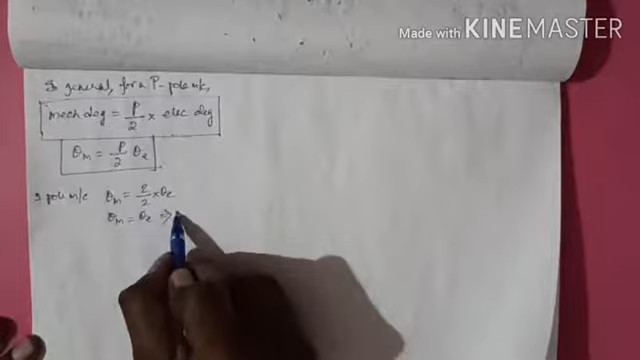 Made with KINEMASTER
In general, for a P-pole m/c,
Mech deg = P/2 x elec deg
θm = P/2 θe
2 pole m/c θm = 2/2 x θe
θm = θe ⇒